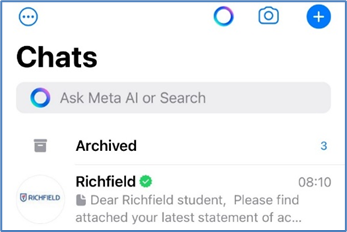 Chats
Ask Meta AI or Search
Archived 3
Richfield 08:10
RICHFIELD
Dear Richfield student, Please find
attached your latest statement of ac...